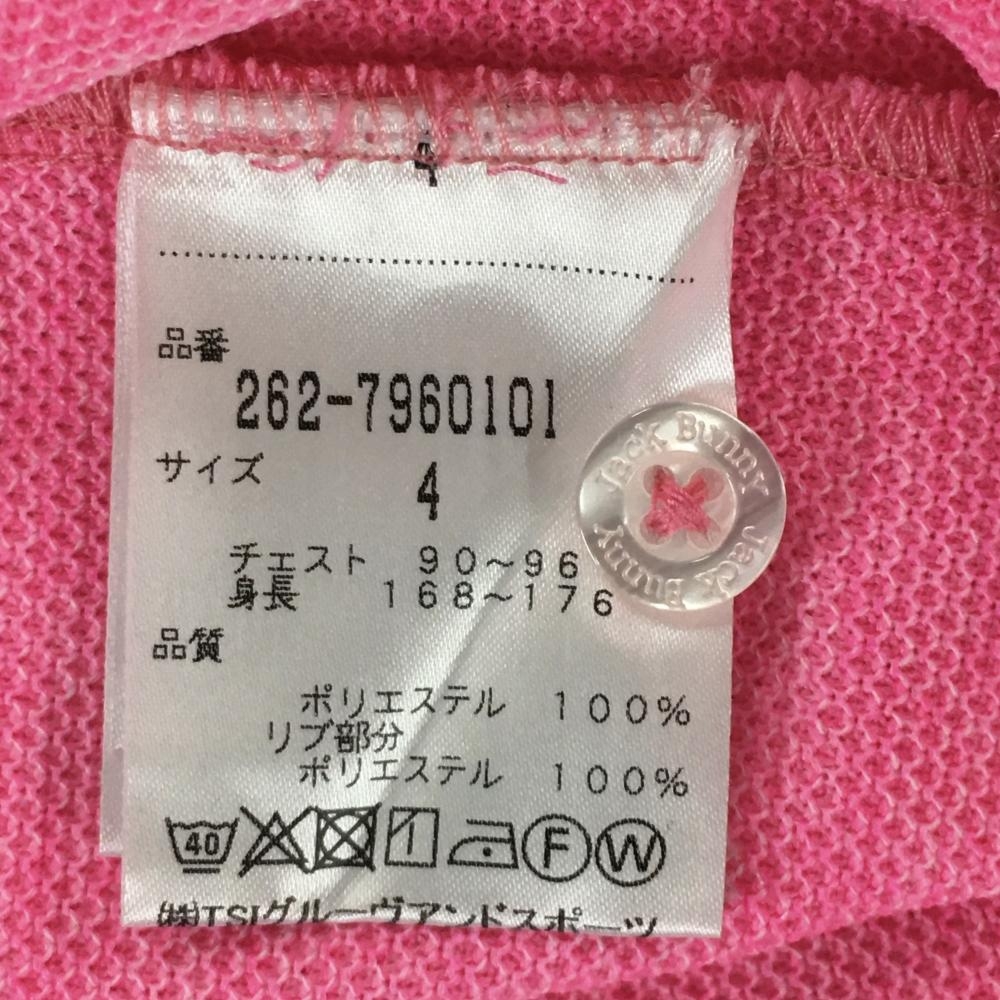 4
品番
262-7960101
サイズ
4
チェスト 90~96
身長 168~176
品質
ポリエステル 100%
リブ部分
ポリエステル 100%
40 F W
(株)TSIグルーヴアンドスポーツ
Jack Bunny Jack Bunny